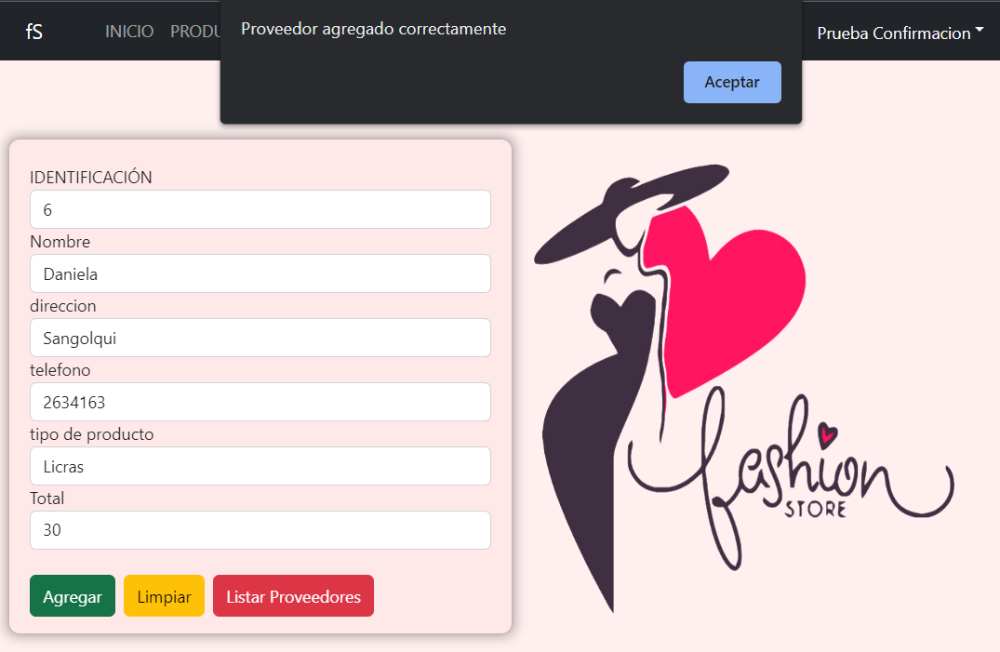 fS
INICIO
PRODU
Proveedor agregado correctamente
Aceptar
Prueba Confirmacion
IDENTIFICACIÓN
6
Nombre
Daniela
direccion
Sangolqui
telefono
2634163
tipo de producto
Licras
Total
30
Agregar
Limpiar
Listar Proveedores
fashion
STORE